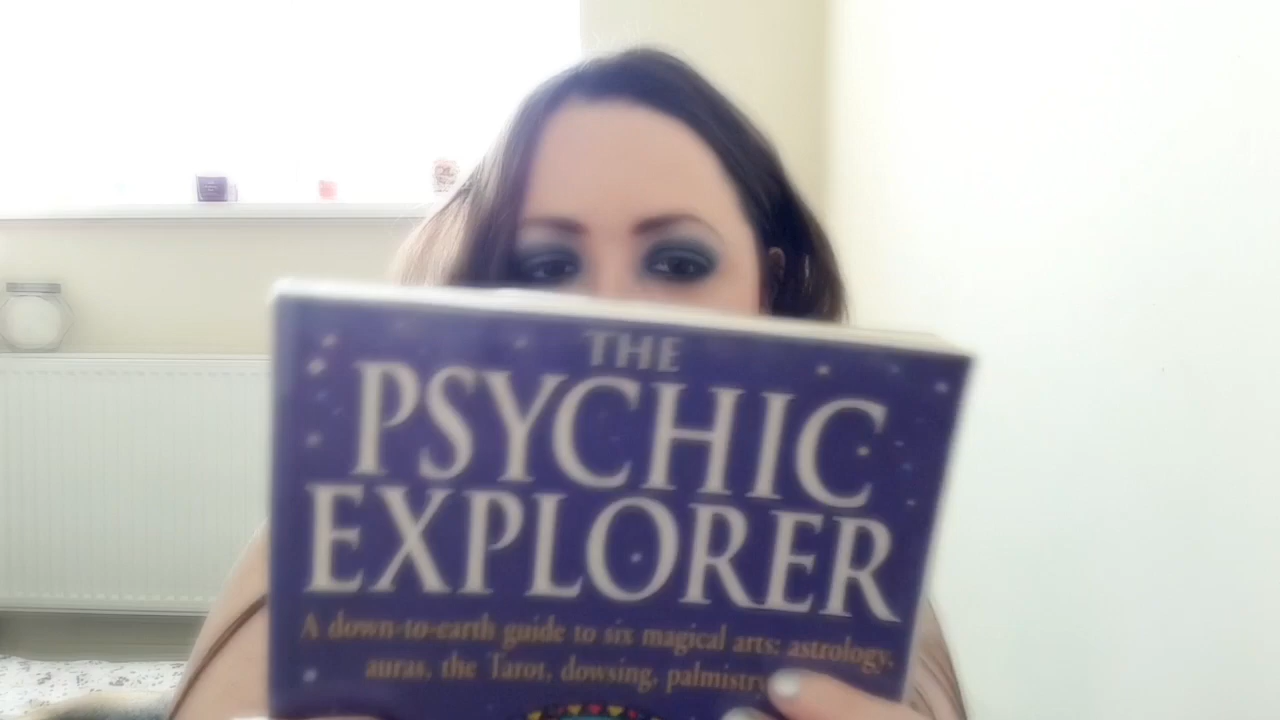 THE
PSYCHIC
EXPLORER
A down-to-earth guide to six magical arts: astrology,
auras, the Tarot, dowsing, palmistry